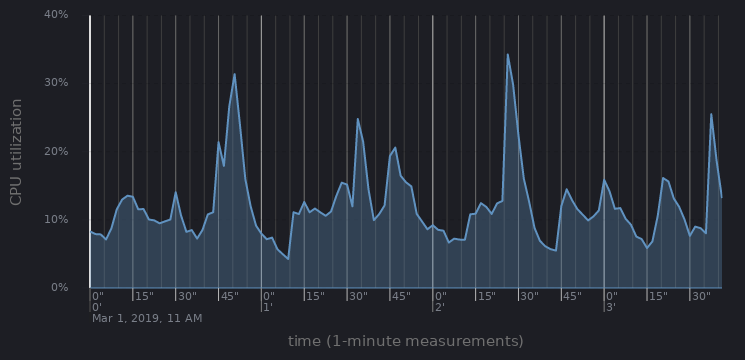 40%
30%
20%
10%
0%
CPU utilization
0" 15" 30" 45" 0" 15" 30" 45" 0" 15" 30" 45" 0" 15" 30"
0' 1' 2' 3'
Mar 1, 2019, 11 AM
time (1-minute measurements)